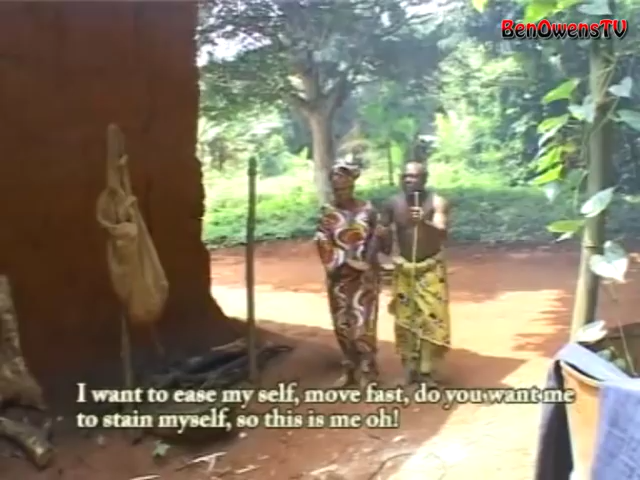 BenOwensTV
I want to ease my self, move fast, do you want me
to stain myself, so this is me oh!